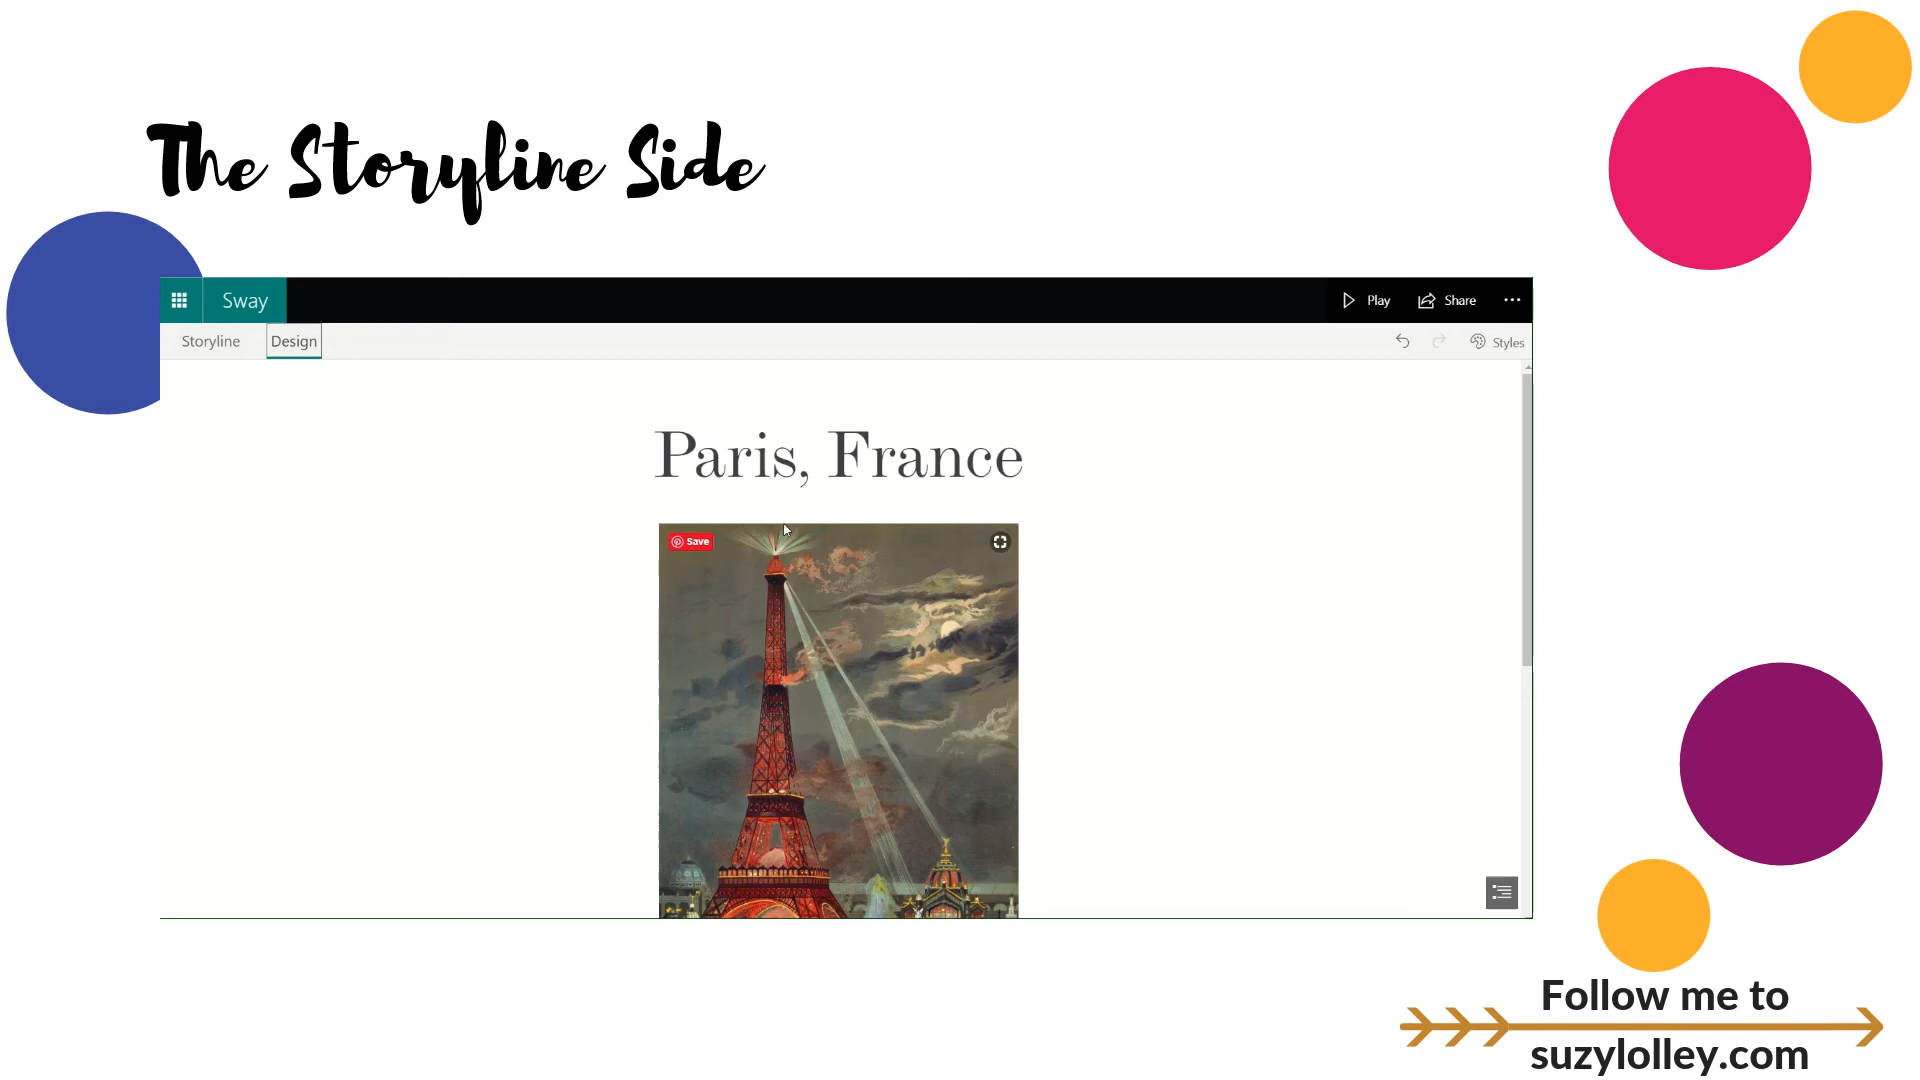 The Storyline Side
Sway
Play
Share
Storyline
Design
Styles
Paris, France
Save
Follow me to
suzylolley.com